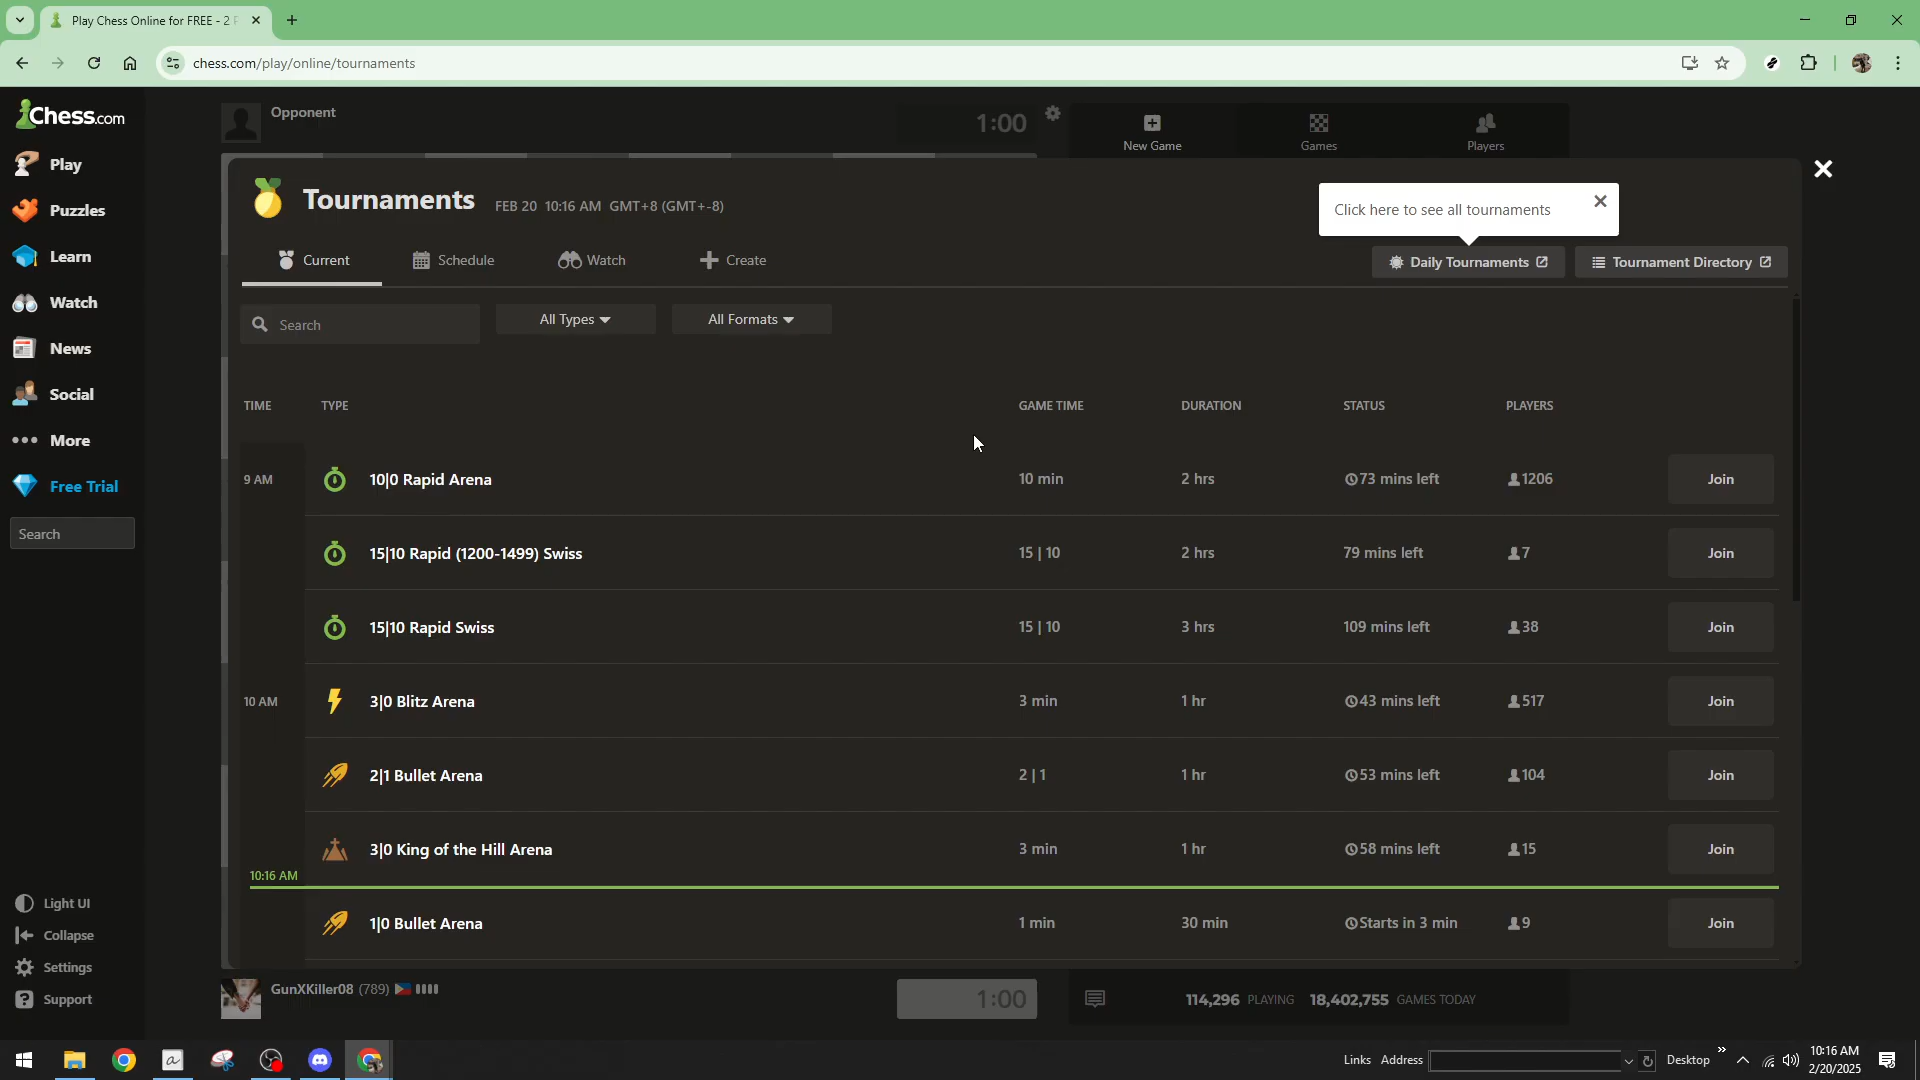 Play Chess Online for FREE - 2 P
chess.com/play/online/tournaments
Chess.com
Play
Puzzles
Learn
Watch
News
Social
More
Free Trial
Search
Light UI
Collapse
Settings
Support
Opponent
1:00
New Game
Games
Players
Tournaments
FEB 20 10:16 AM GMT+8 (GMT+-8)
Click here to see all tournaments
Current
Schedule
Watch
Create
Daily Tournaments
Tournament Directory
Search
All Types
All Formats
TIME TYPE GAME TIME DURATION STATUS PLAYERS
9 AM 10|0 Rapid Arena 10 min 2 hrs 73 mins left 1206 Join
15|10 Rapid (1200-1499) Swiss 15 | 10 2 hrs 79 mins left 7 Join
15|10 Rapid Swiss 15 | 10 3 hrs 109 mins left 38 Join
10 AM 3|0 Blitz Arena 3 min 1 hr 43 mins left 517 Join
2|1 Bullet Arena 2 | 1 1 hr 53 mins left 104 Join
3|0 King of the Hill Arena 3 min 1 hr 58 mins left 15 Join
10:16 AM
1|0 Bullet Arena 1 min 30 min Starts in 3 min 9 Join
GunXKiller08 (789)
1:00
114,296 PLAYING 18,402,755 GAMES TODAY
Links Address Desktop
10:16 AM
2/20/2025